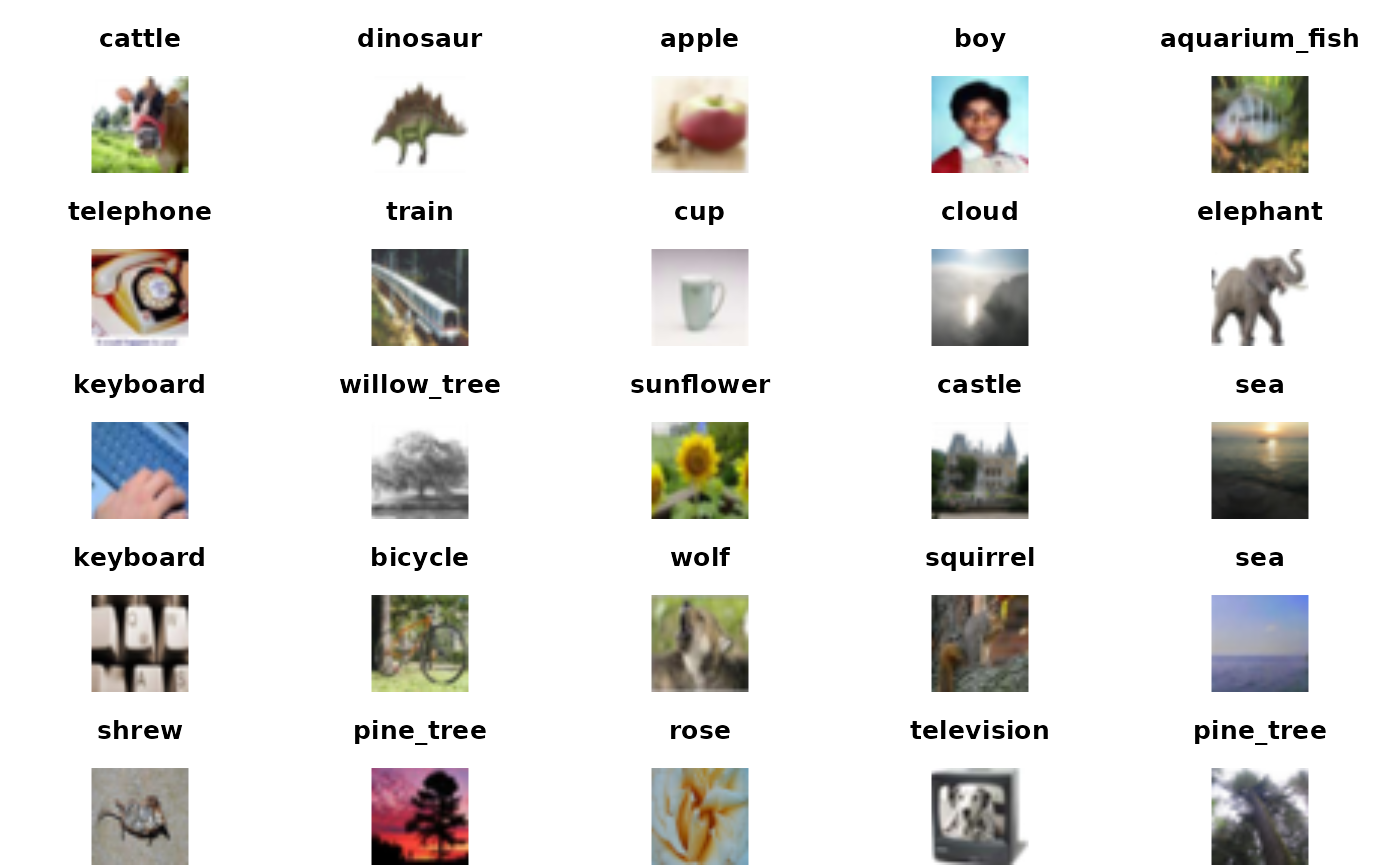 cattle dinosaur apple boy aquarium_fish
telephone train cup cloud elephant
keyboard willow_tree sunflower castle sea
keyboard bicycle wolf squirrel sea
Q
A S
shrew pine_tree rose television pine_tree